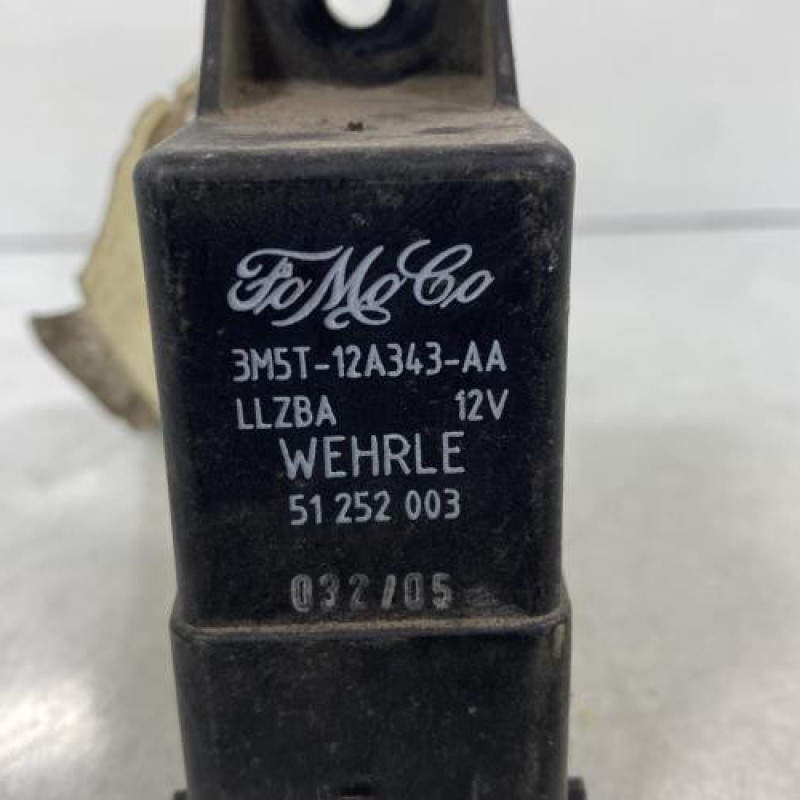 FoMoCo
3M5T-12A343-AA
LLZBA 12V
WEHRLE
51 252 003
032/05